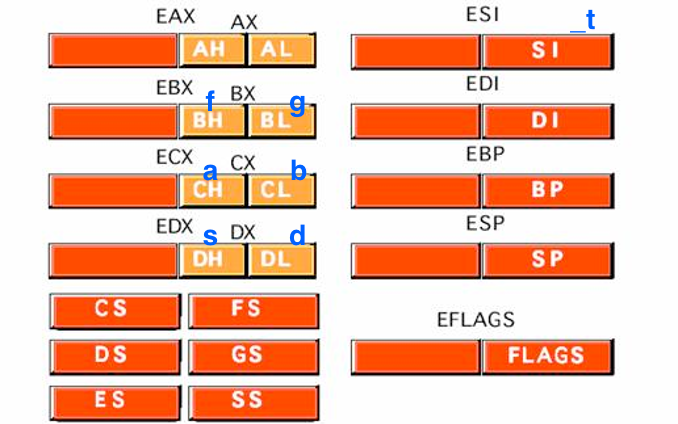 EAX AX ESI _t
AH AL SI
EBX BX EDI
f g
BH BL DI
ECX CX EBP
a b
CH CL BP
EDX DX ESP
s d
DH DL SP
CS FS
EFLAGS
DS GS FLAGS
ES SS